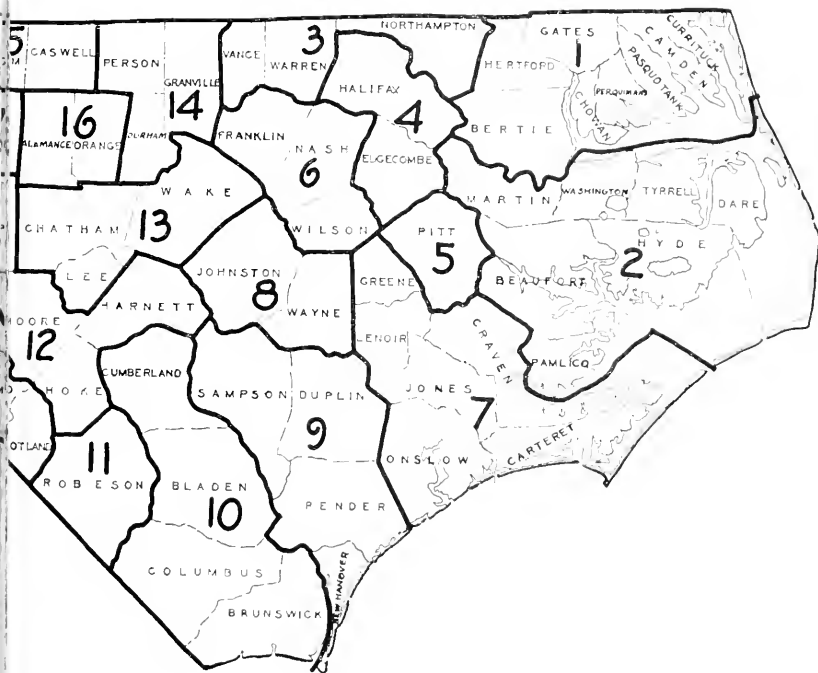 NORTHAMPTON
GATES
CURRITUCK
CAMDEN
PASQUOTANK
1
5
M
CASWELL
PERSON
VANCE
3
WARREN
HERTFORD
GRANVILLE
14
HALIFAX
PERQUIMANS
CHOWAN
16
4
ALAMANCE
ORANGE
DURHAM
FRANKLIN
NASH
BERTIE
6
EDGECOMBE
WAKE
MARTIN
WASHINGTON
TYRRELL
DARE
CHATHAM
13
WILSON
PITT
5
HYDE
2
LEE
JOHNSTON
8
GREENE
BEAUFORT
HARNETT
WAYNE
MOORE
12
LENOIR
CRAVEN
PAMLICO
CUMBERLAND
HOKE
SAMPSON
DUPLIN
JONES
7
9
CARTERET
OTLAND
11
ROBESON
BLADEN
10
ONSLOW
PENDER
COLUMBUS
NEW HANOVER
BRUNSWICK